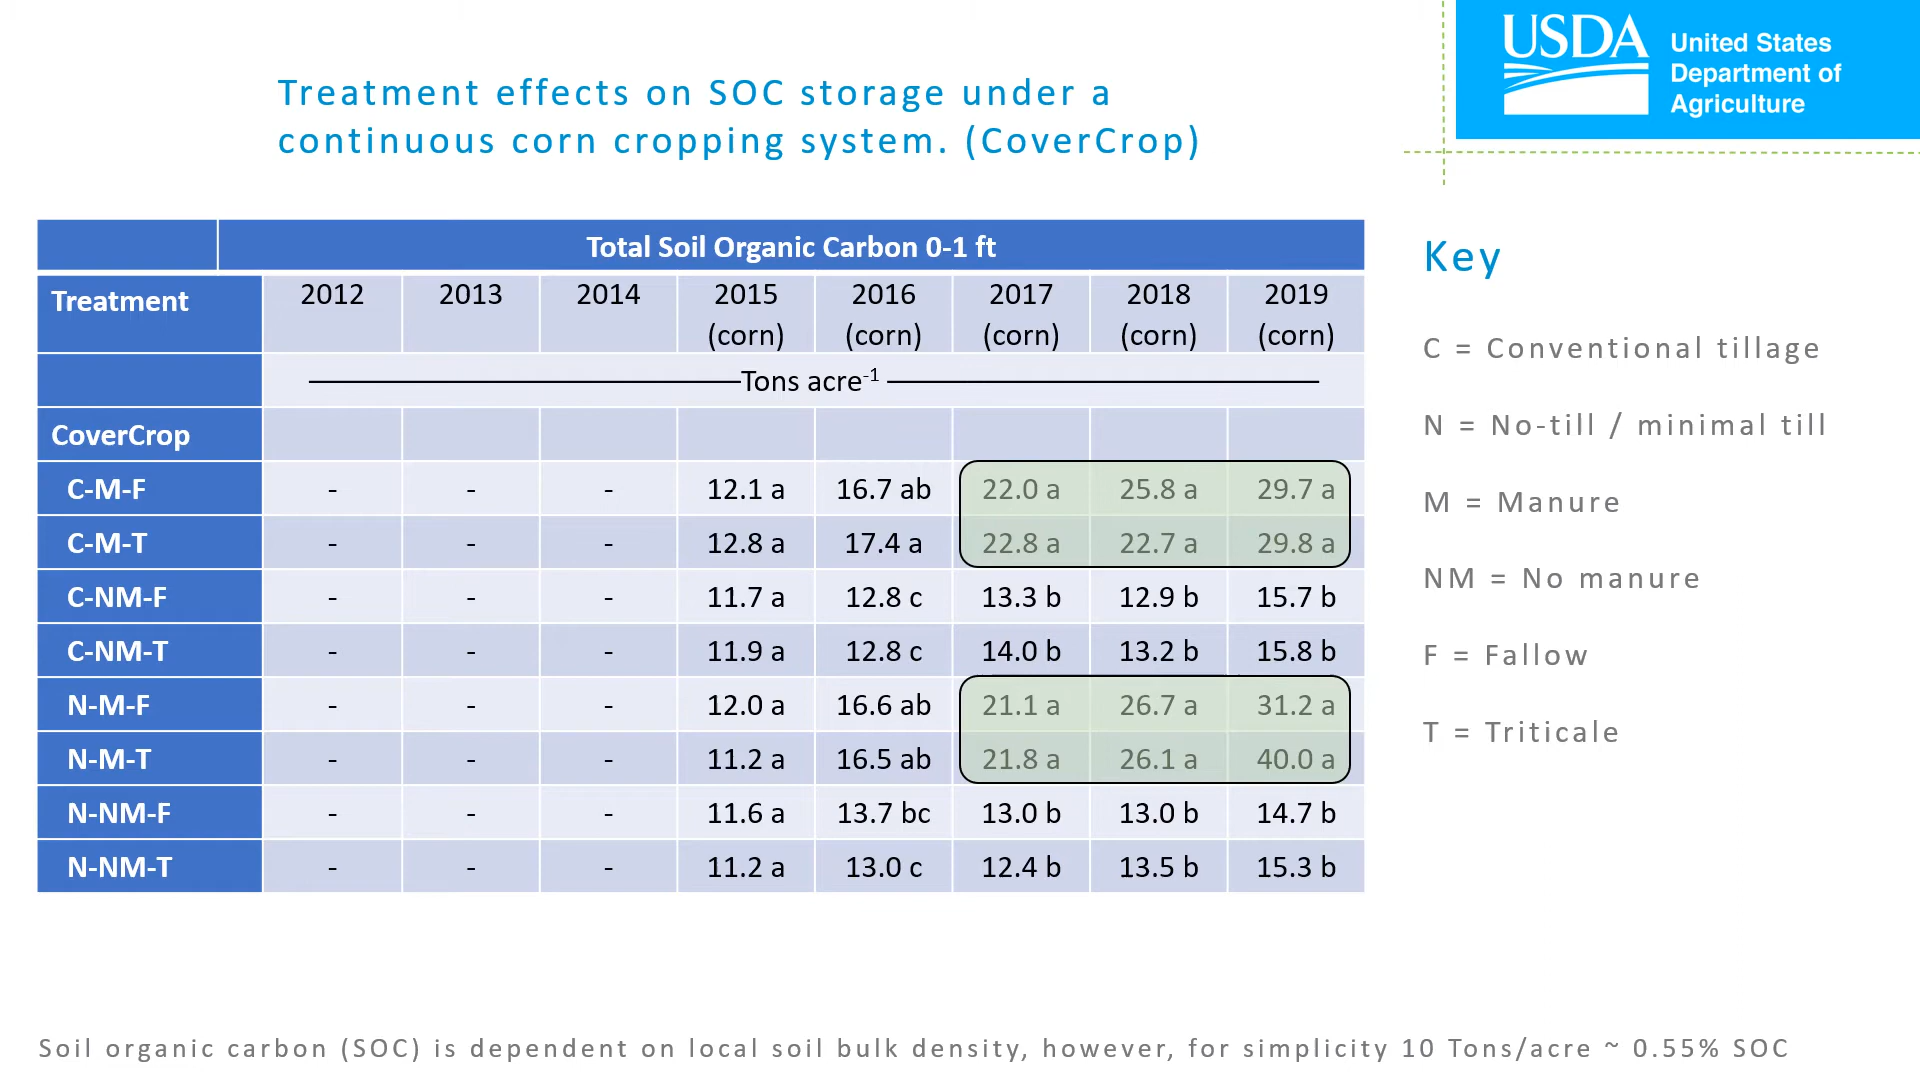 USDA
United States
Department of
Agriculture
Treatment effects on SOC storage under a
continuous corn cropping system. (CoverCrop)
Total Soil Organic Carbon 0-1 ft
Treatment 2012 2013 2014 2015 (corn) 2016 (corn) 2017 (corn) 2018 (corn) 2019 (corn)
Tons acre-1
CoverCrop
C-M-F - - - 12.1 a 16.7 ab 22.0 a 25.8 a 29.7 a
C-M-T - - - 12.8 a 17.4 a 22.8 a 22.7 a 29.8 a
C-NM-F - - - 11.7 a 12.8 c 13.3 b 12.9 b 15.7 b
C-NM-T - - - 11.9 a 12.8 c 14.0 b 13.2 b 15.8 b
N-M-F - - - 12.0 a 16.6 ab 21.1 a 26.7 a 31.2 a
N-M-T - - - 11.2 a 16.5 ab 21.8 a 26.1 a 40.0 a
N-NM-F - - - 11.6 a 13.7 bc 13.0 b 13.0 b 14.7 b
N-NM-T - - - 11.2 a 13.0 c 12.4 b 13.5 b 15.3 b
Key
C = Conventional tillage
N = No-till / minimal till
M = Manure
NM = No manure
F = Fallow
T = Triticale
Soil organic carbon (SOC) is dependent on local soil bulk density, however, for simplicity 10 Tons/acre ~ 0.55% SOC